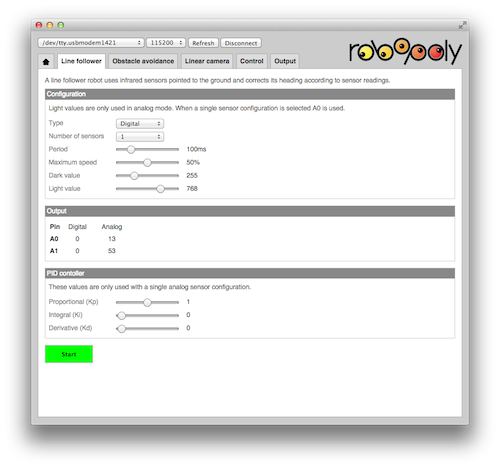 /dev/tty.usbmodem1421 115200 Refresh Disconnect
robopoly
Line follower Obstacle avoidance Linear camera Control Output
A line follower robot uses infrared sensors pointed to the ground and corrects its heading according to sensor readings.
Configuration
Light values are only used in analog mode. When a single sensor configuration is selected A0 is used.
Type Digital
Number of sensors 1
Period 100ms
Maximum speed 50%
Dark value 255
Light value 768
Output
Pin Digital Analog
A0 0 13
A1 0 53
PID contoller
These values are only used with a single analog sensor configuration.
Proportional (Kp) 1
Integral (Ki) 0
Derivative (Kd) 0
Start